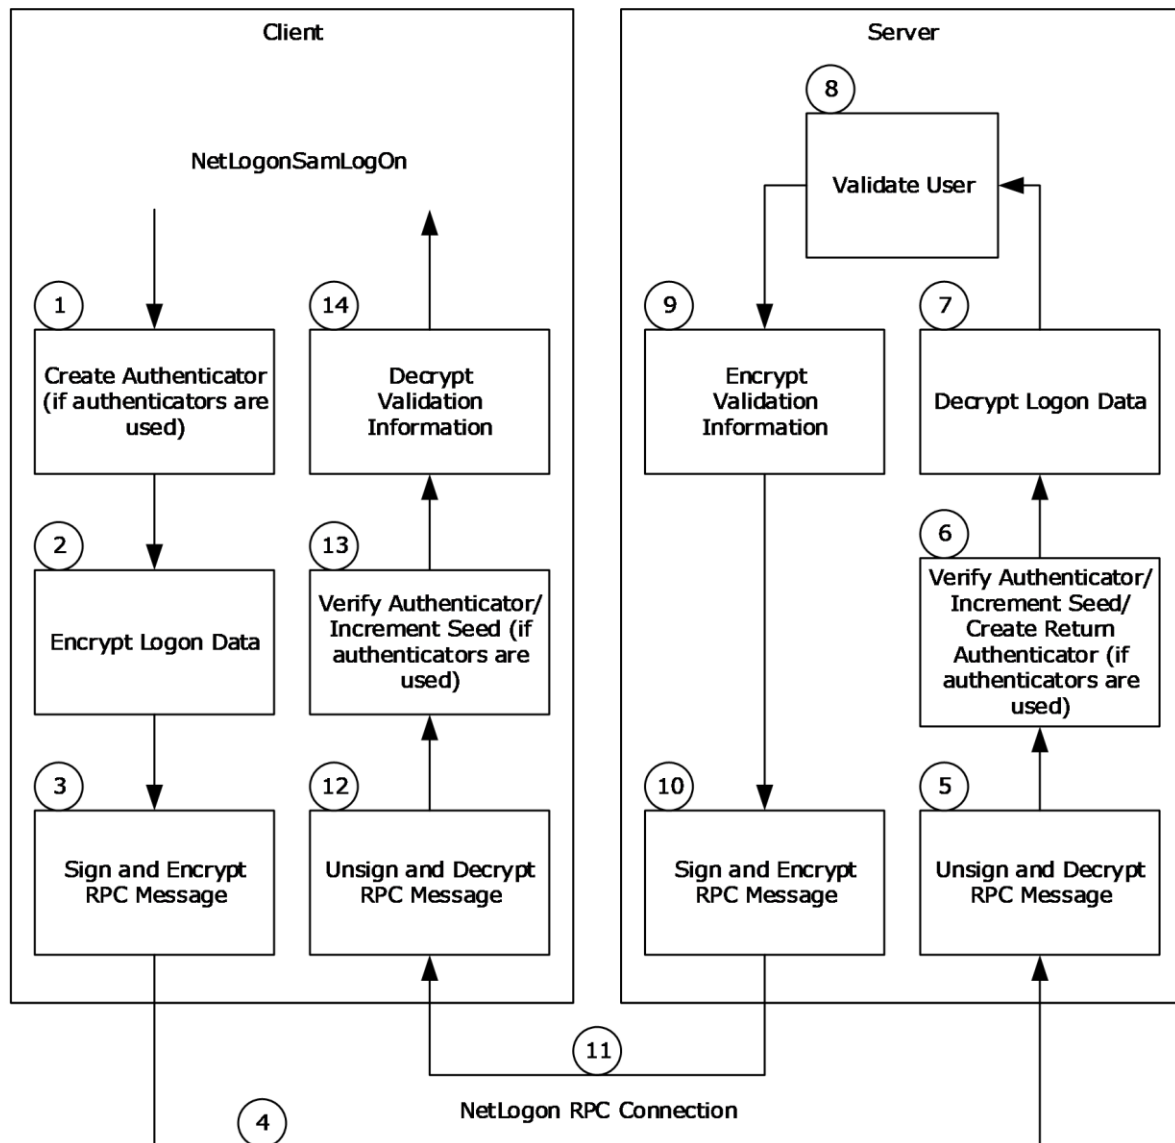 Client
NetLogonSamLogOn
1
Create Authenticator
(if authenticators are
used)
2
Encrypt Logon Data
3
Sign and Encrypt
RPC Message
14
Decrypt
Validation
Information
13
Verify Authenticator/
Increment Seed (if
authenticators are
used)
12
Unsign and Decrypt
RPC Message
Server
8
Validate User
9
Encrypt
Validation
Information
10
Sign and Encrypt
RPC Message
7
Decrypt Logon Data
6
Verify Authenticator/
Increment Seed/
Create Return
Authenticator (if
authenticators are
used)
5
Unsign and Decrypt
RPC Message
11
NetLogon RPC Connection
4